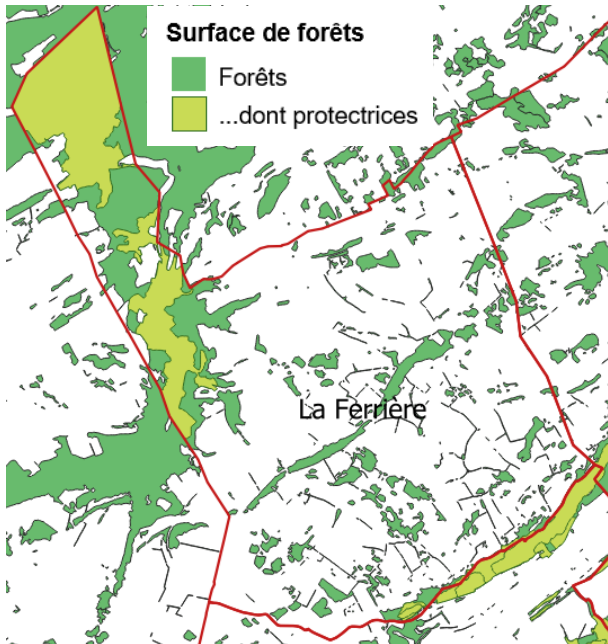 Surface de forêts
Forêts
...dont protectrices
La Ferrière